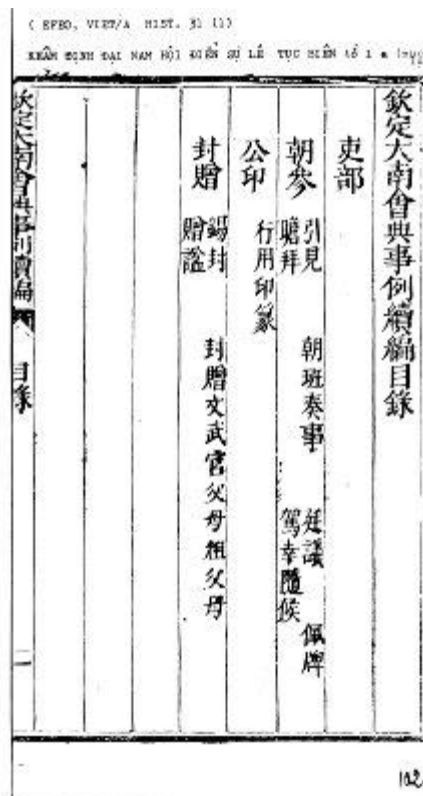 ( EFEO, VIET/A HIST. 31 (1)
KHÂM ĐỊNH ĐẠI NAM HỘI ĐIỂN SỰ LỆ TỤC BIÊN
欽定大南會典事例續編目錄
吏部
朝參 引見 朝班奏事 廷議 佩牌
瞻拜 駕幸隨候
公印 行用印篆
封贈 錫封 封贈文武官父母祖父母
贈謚
欽定大南會典事例續編 目錄 二
102